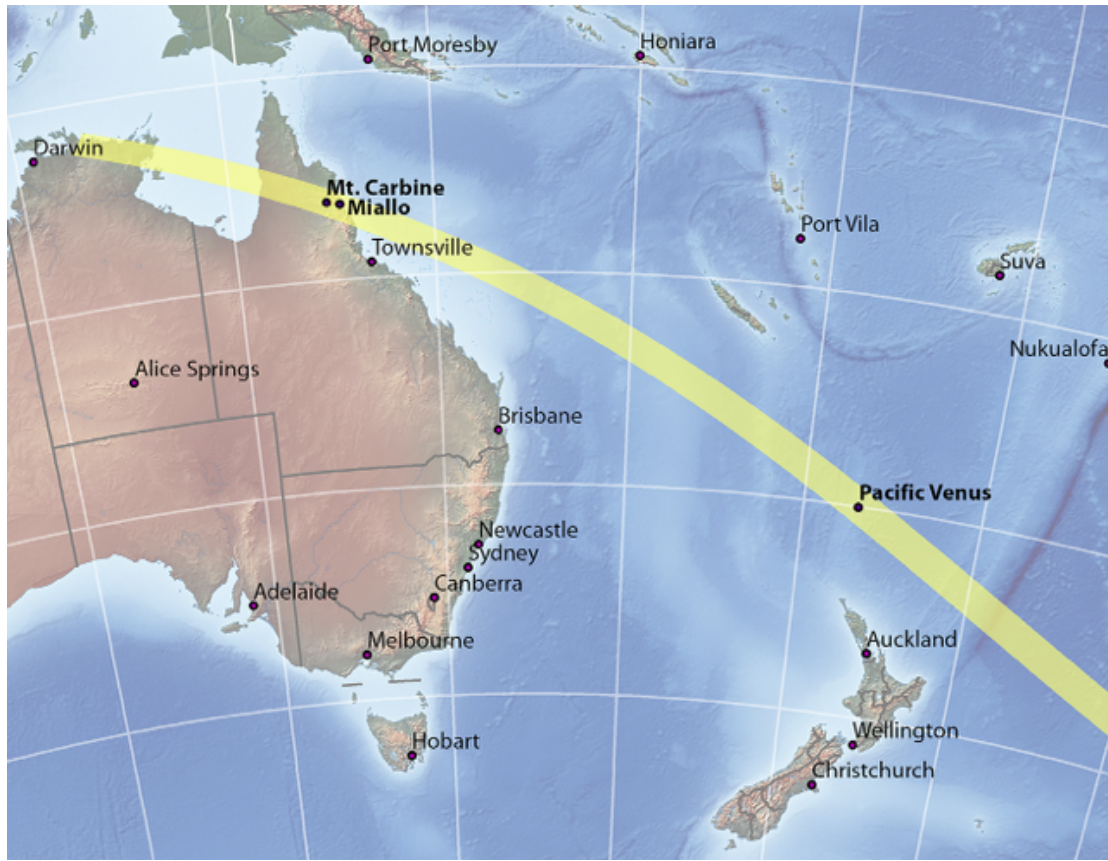 Port Moresby
Honiara
Darwin
Mt. Carbine
Miallo
Port Vila
Townsville
Suva
Nukualofa
Alice Springs
Brisbane
Pacific Venus
Newcastle
Sydney
Canberra
Adelaide
Melbourne
Auckland
Hobart
Wellington
Christchurch